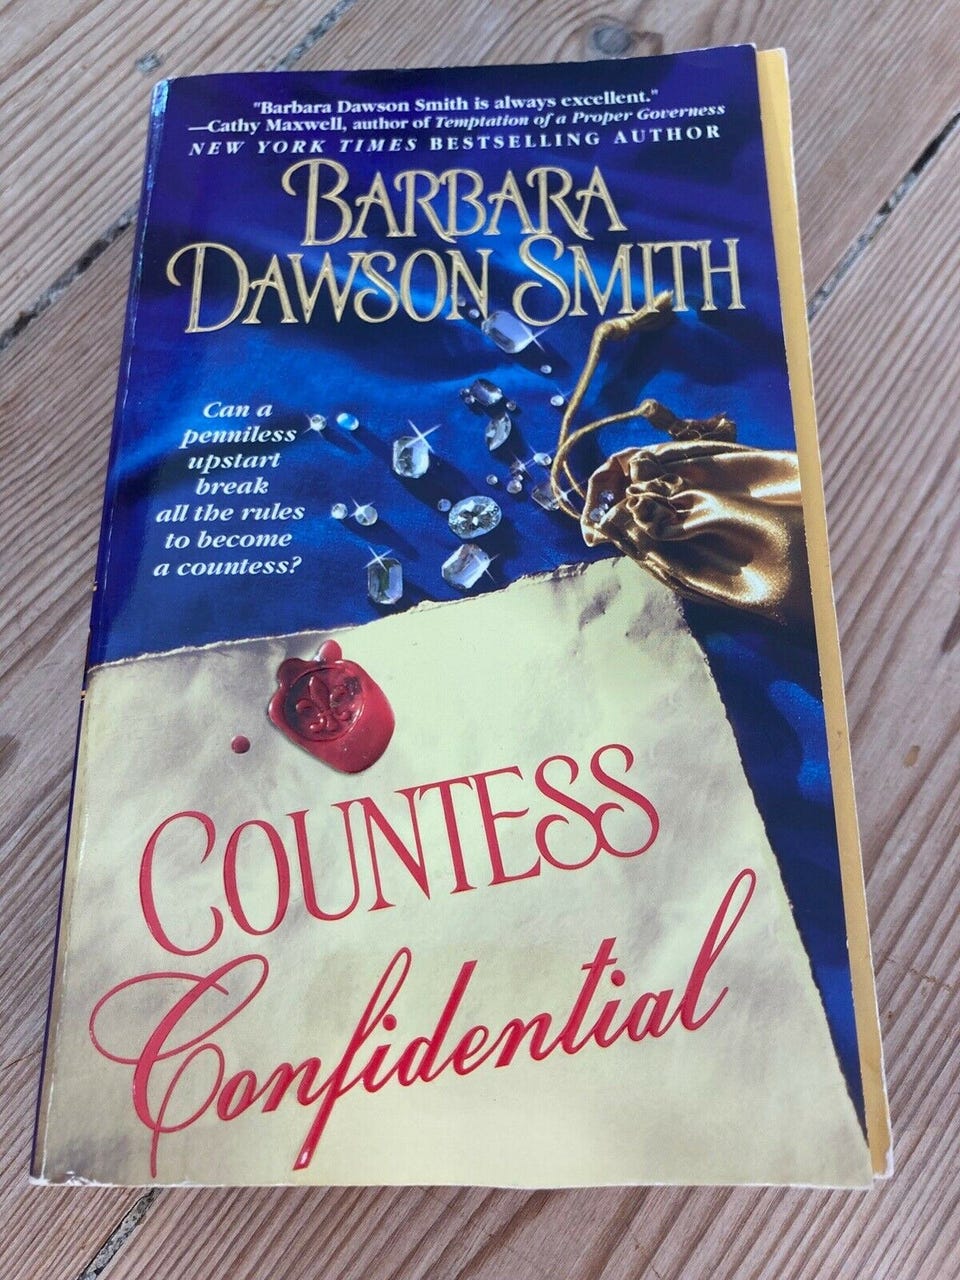 "Barbara Dawson Smith is always excellent."
—Cathy Maxwell, author of Temptation of a Proper Governess
NEW YORK TIMES BESTSELLING AUTHOR
BARBARA
DAWSON SMITH
Can a
penniless
upstart
break
all the rules
to become
a countess?
COUNTESS
Confidential